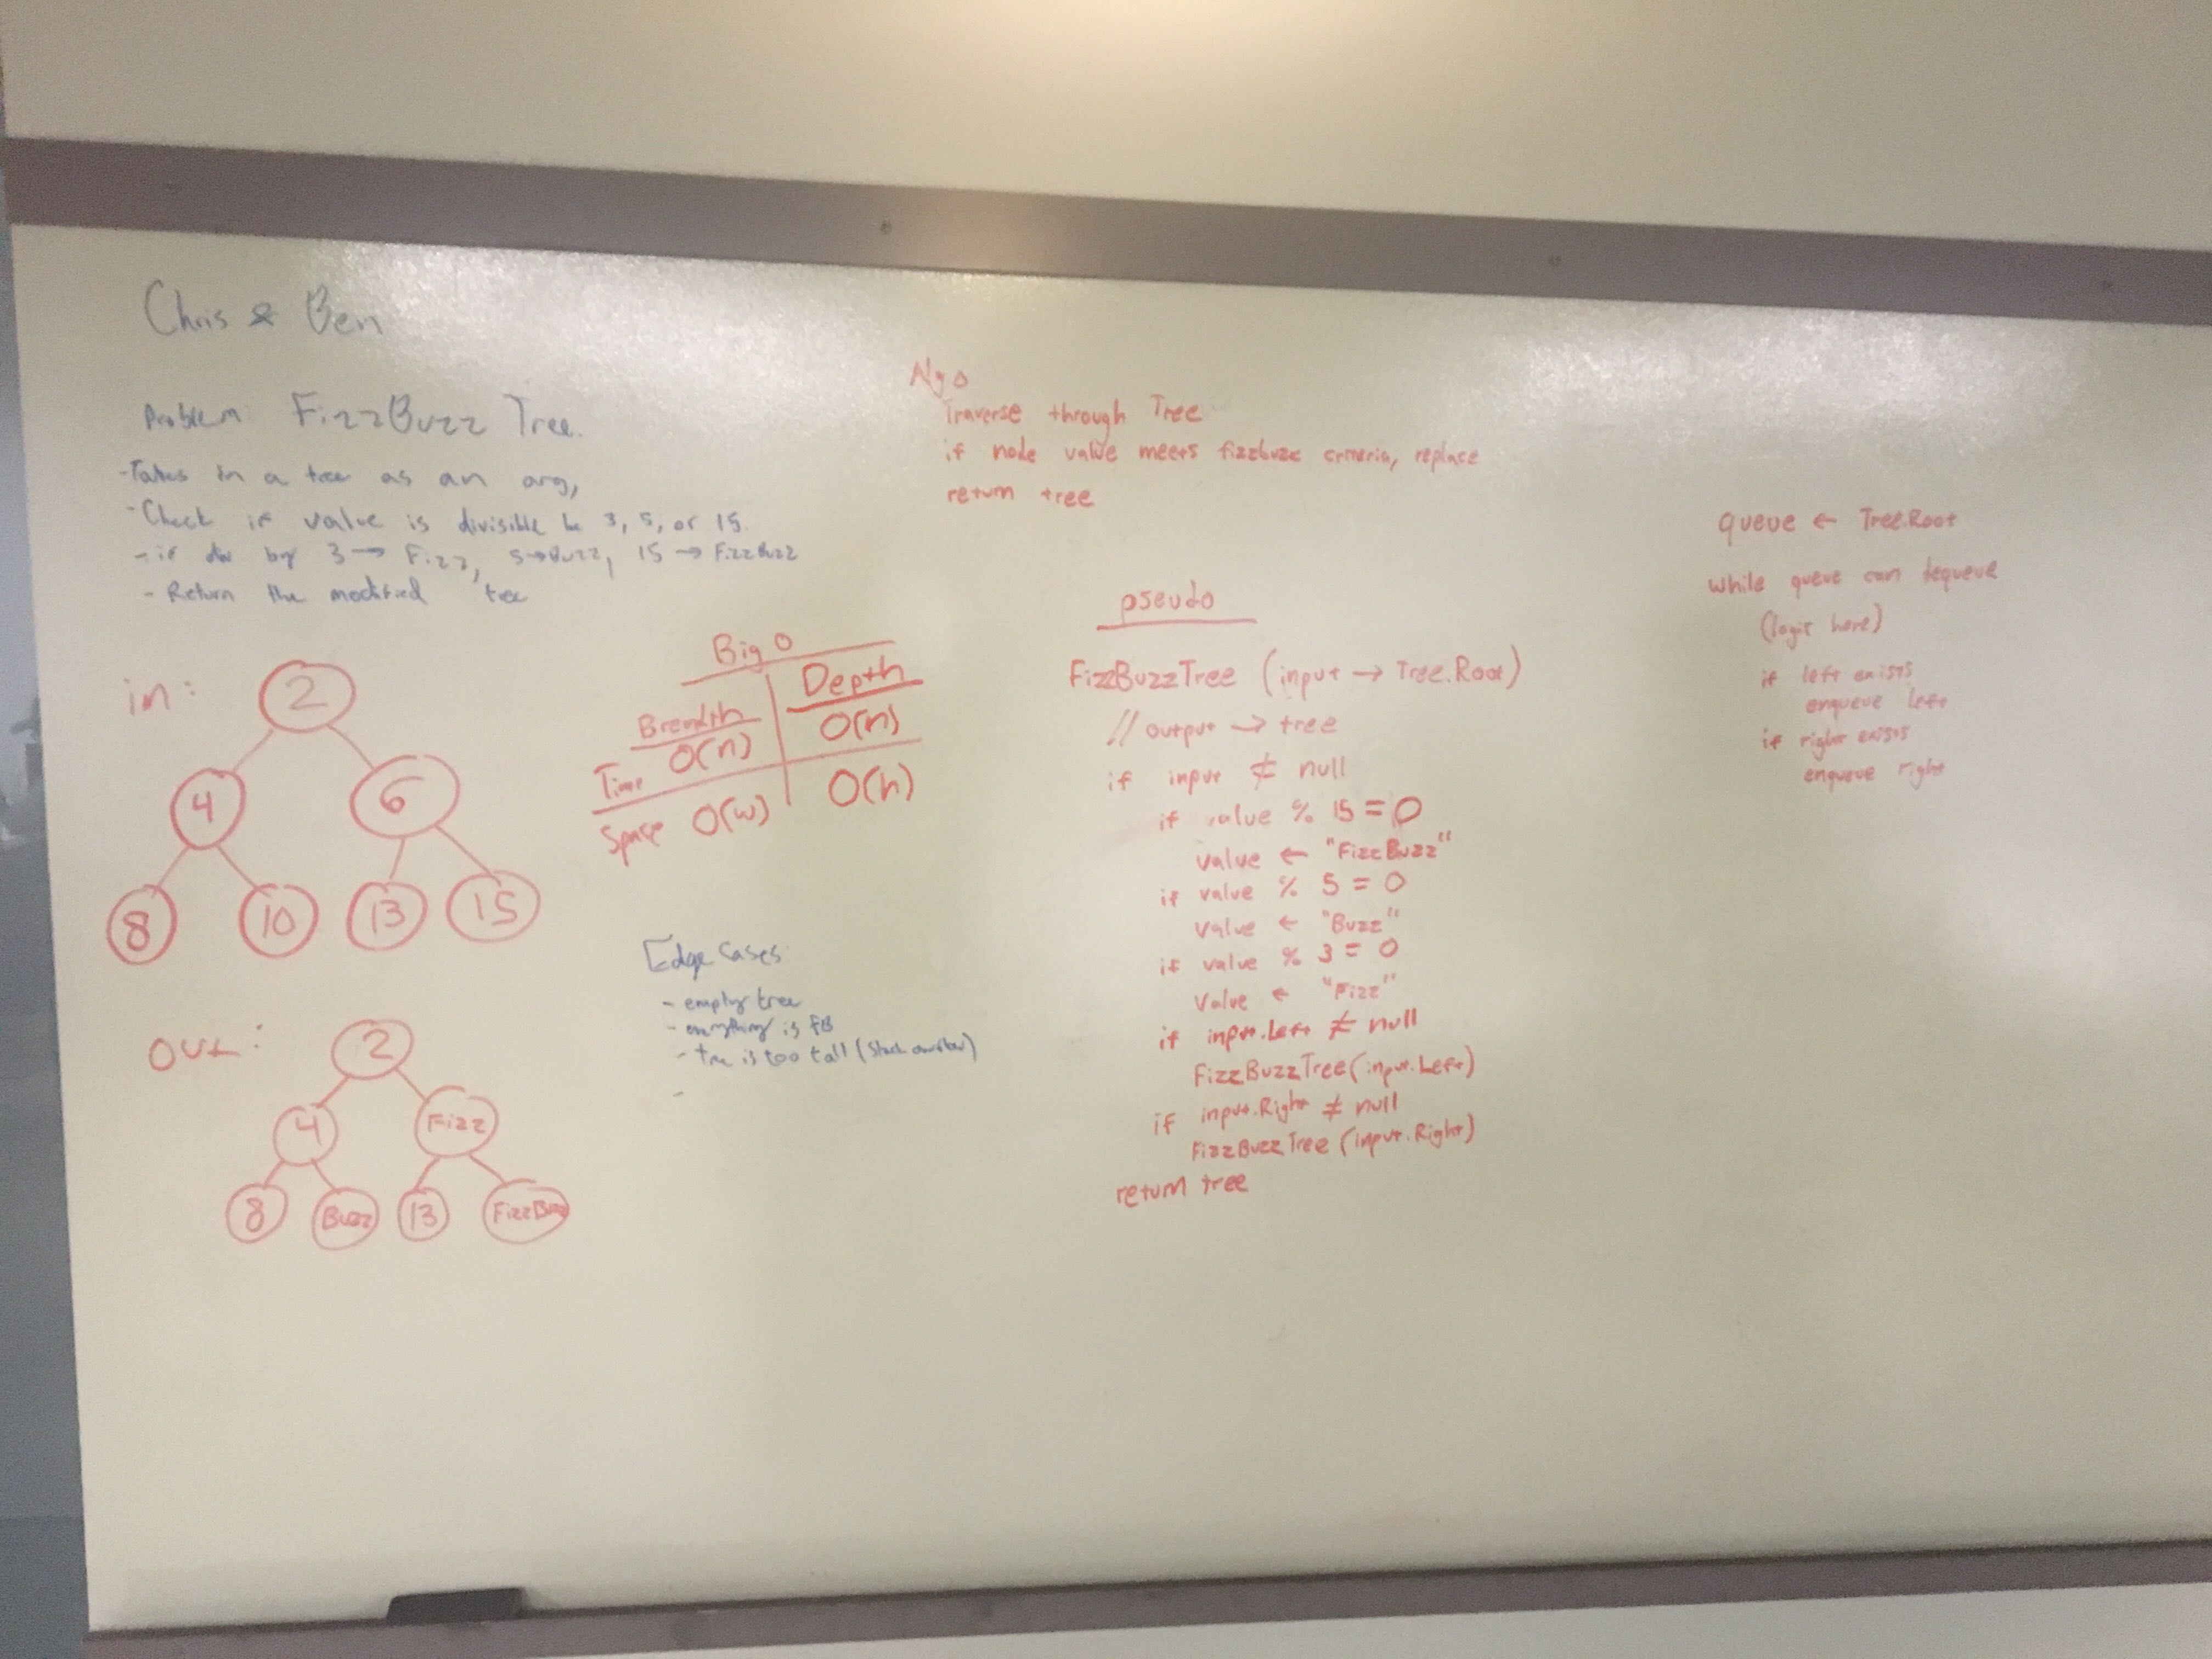 Chris & Ben
Problem: FizzBuzz Tree.
- Takes in a tree as an arg,
- Check if value is divisible be 3, 5, or 15.
- if div by 3 → Fizz, 5→Buzz, 15 → FizzBuzz
- Return the modified tree
in:
2
4 6
8 10 13 15
Out:
2
4 Fizz
8 Buzz 13 FizzBuzz
Big O
Breadth Depth
Time O(n) O(n)
Space O(w) O(h)
Edge Cases:
- empty tree
- everything is FB
- tree is too tall (Stack overflow)
-
Algo
Traverse through Tree
if node value meets fizzbuzz criteria, replace
return tree
pseudo
FizzBuzzTree (input → Tree.Root)
// output → tree
if input ≠ null
if value % 15 = 0
value ← "FizzBuzz"
if value % 5 = 0
value ← "Buzz"
if value % 3 = 0
value ← "Fizz"
if input.Left ≠ null
FizzBuzzTree(input.Left)
if input.Right ≠ null
FizzBuzzTree(input.Right)
return tree
queue ← Tree.Root
while queue can dequeue
(logic here)
if left exists
enqueue left
if right exists
enqueue right